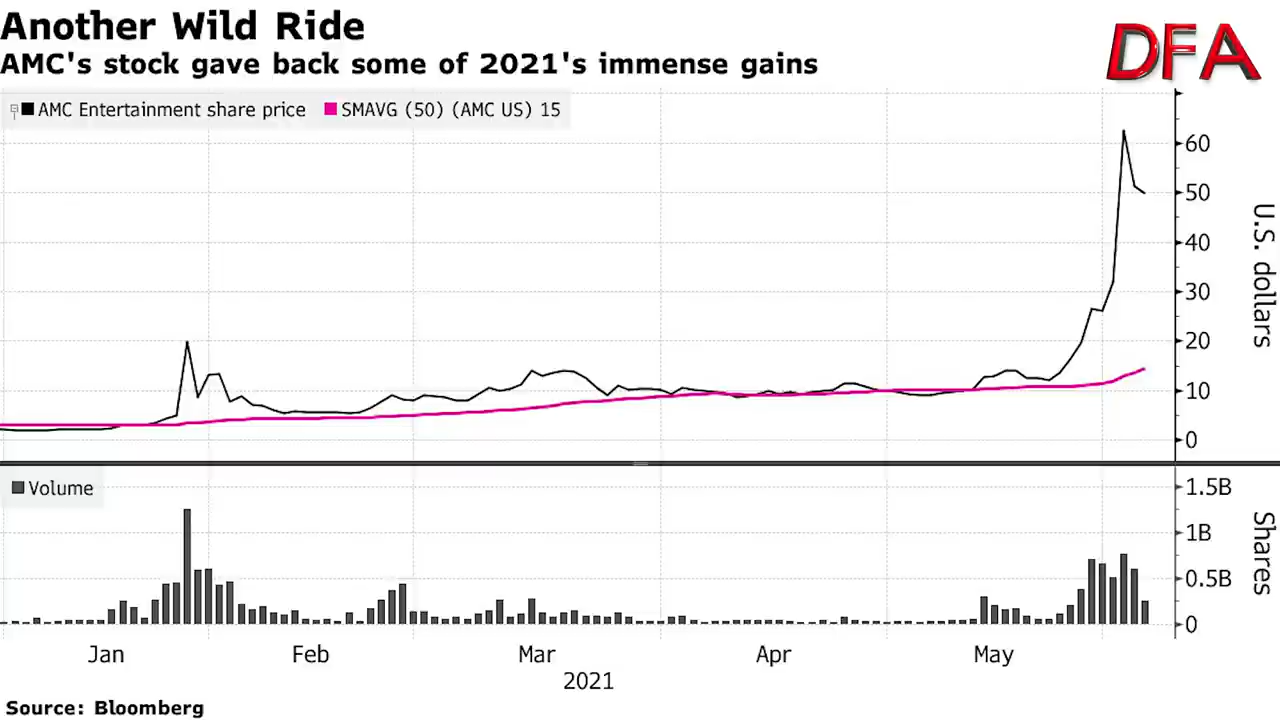 Another Wild Ride
AMC's stock gave back some of 2021's immense gains
DFA
AMC Entertainment share price SMAVG (50) (AMC US) 15
60
50
40
30
20
10
0
U.S. dollars
Volume
1.5B
1B
0.5B
0
Shares
Jan Feb Mar Apr May
2021
Source: Bloomberg